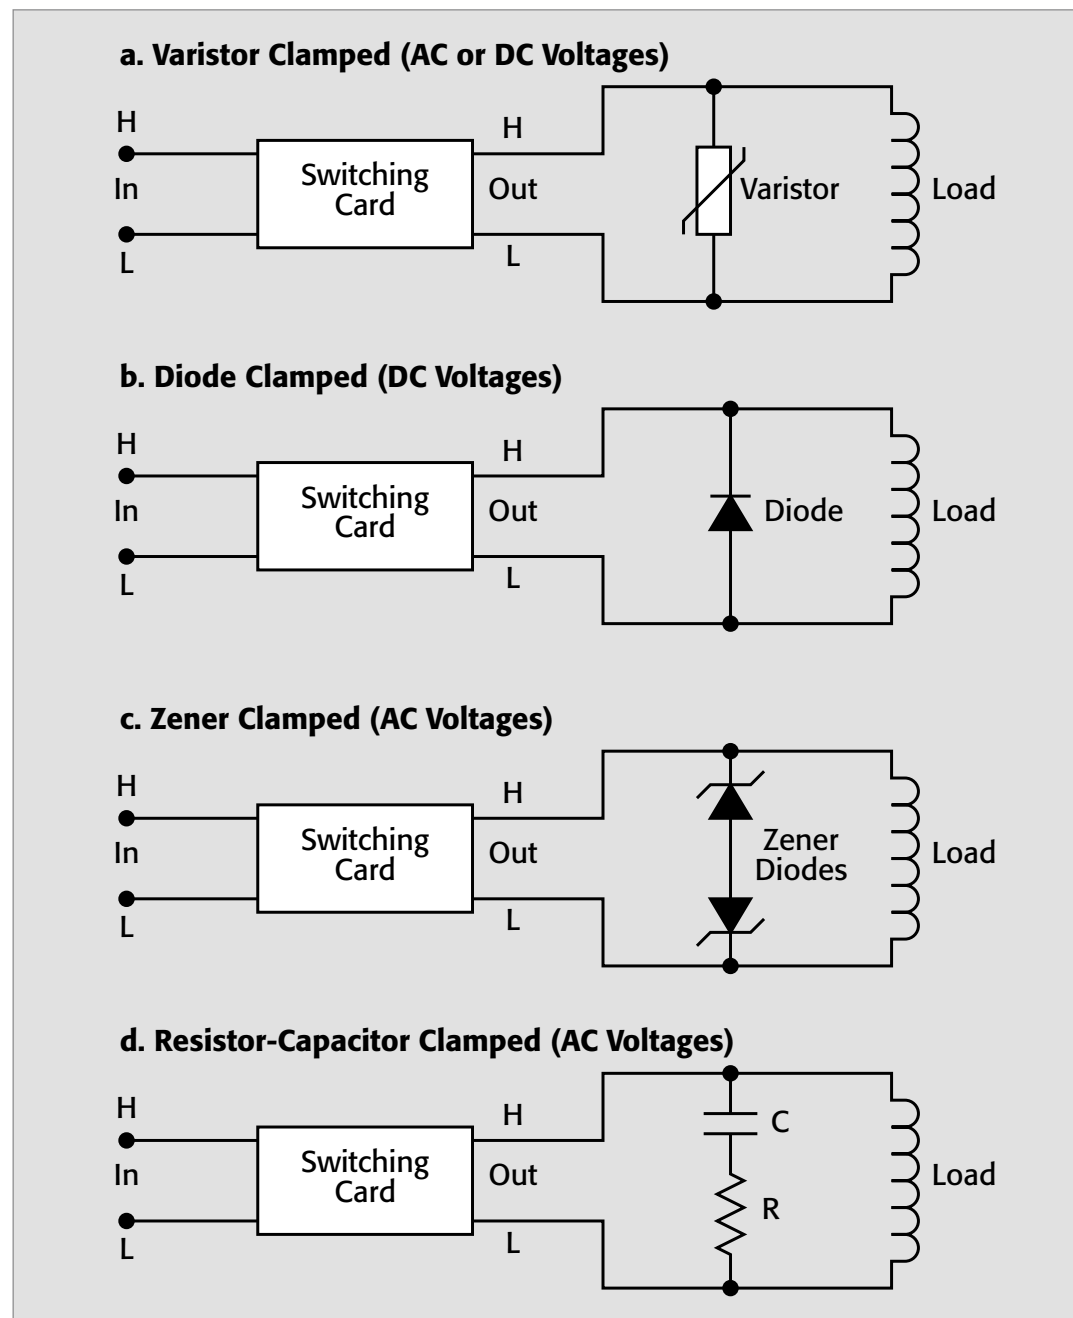 a. Varistor Clamped (AC or DC Voltages)
H
H
In
Switching
Card
Out
Varistor
Load
L
L
b. Diode Clamped (DC Voltages)
H
H
In
Switching
Card
Out
Diode
Load
L
L
c. Zener Clamped (AC Voltages)
H
H
In
Switching
Card
Out
Zener
Diodes
Load
L
L
d. Resistor-Capacitor Clamped (AC Voltages)
H
H
C
In
Switching
Card
Out
Load
R
L
L